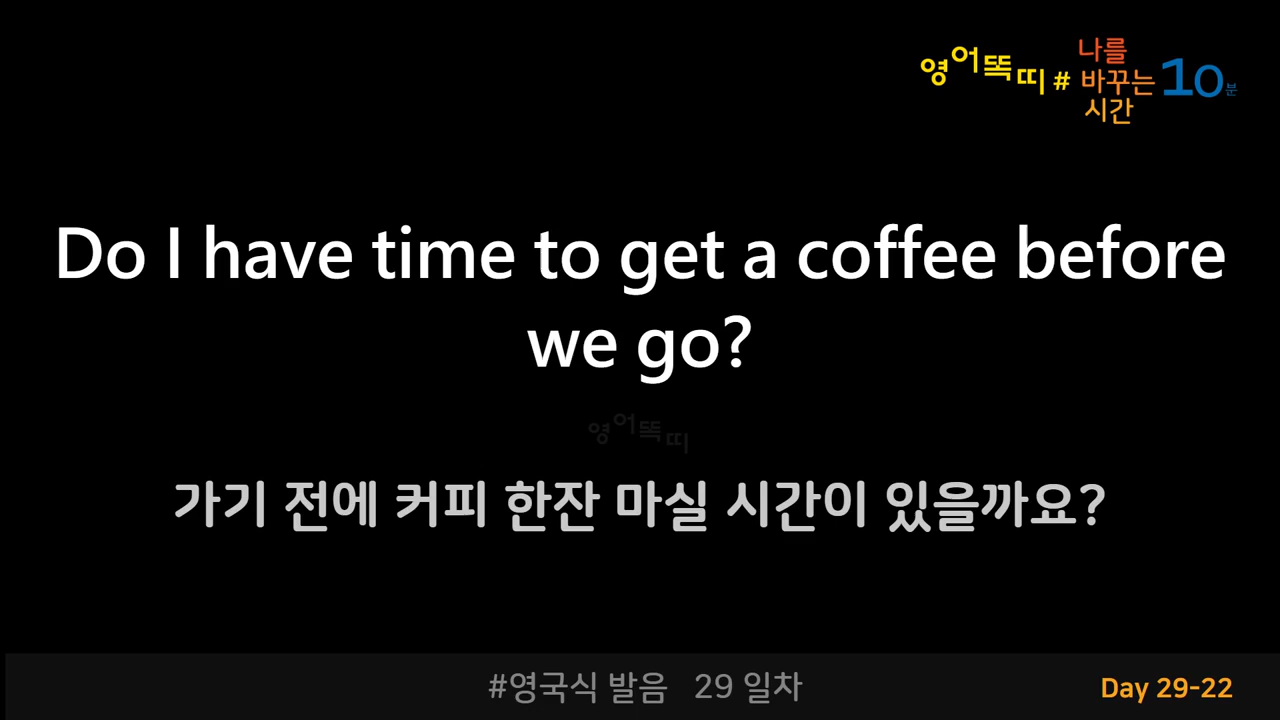 영어똑띠 # 나를 바꾸는 시간 10분
Do I have time to get a coffee before
we go?
영어똑띠
가기 전에 커피 한잔 마실 시간이 있을까요?
#영국식 발음 29 일차
Day 29-22